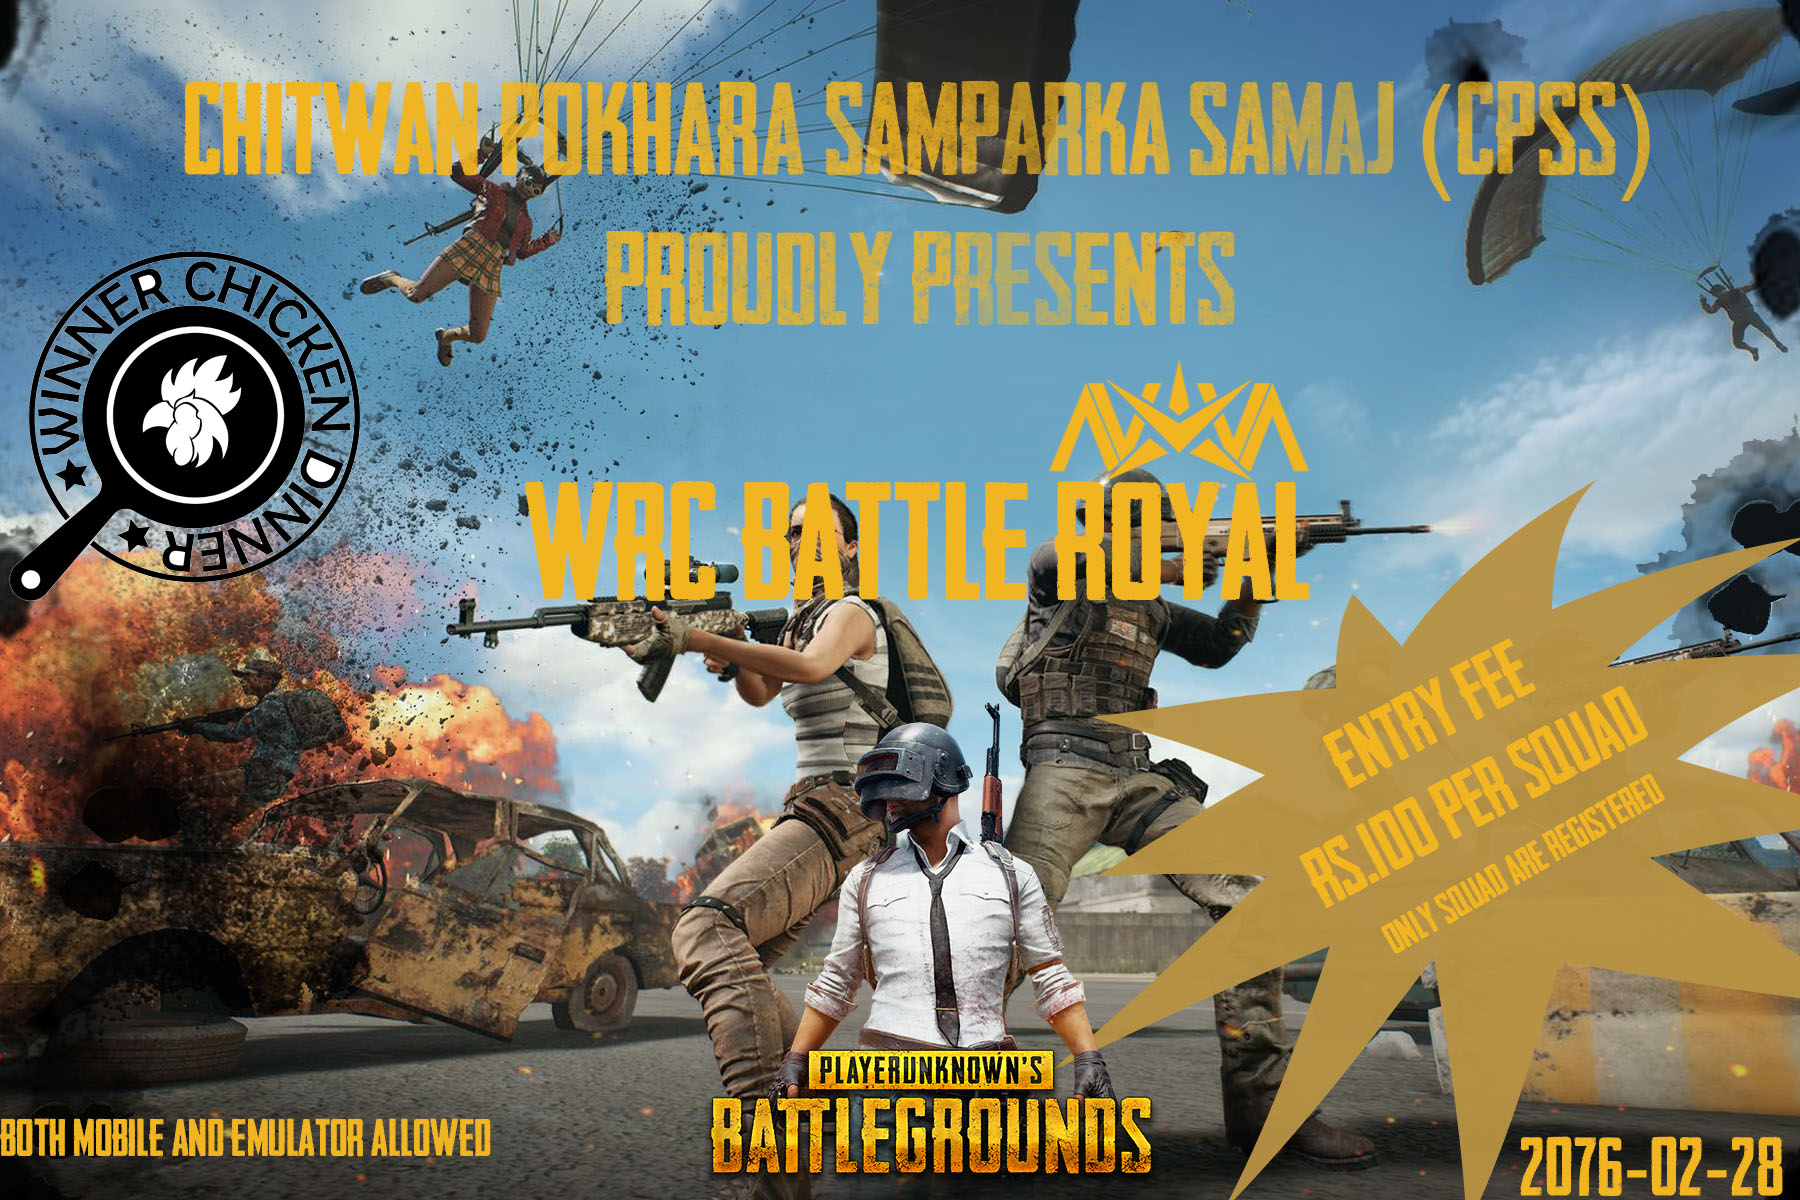 CHITWAN POKHARA SAMPARKA SAMAJ (CPSS)
PROUDLY PRESENTS
WINNER CHICKEN DINNER
WRC BATTLE ROYAL
ENTRY FEE
RS.100 PER SQUAD
ONLY SQUAD ARE REGISTERED
PLAYERUNKNOWN'S
BATTLEGROUNDS
BOTH MOBILE AND EMULATOR ALLOWED
2076-02-28